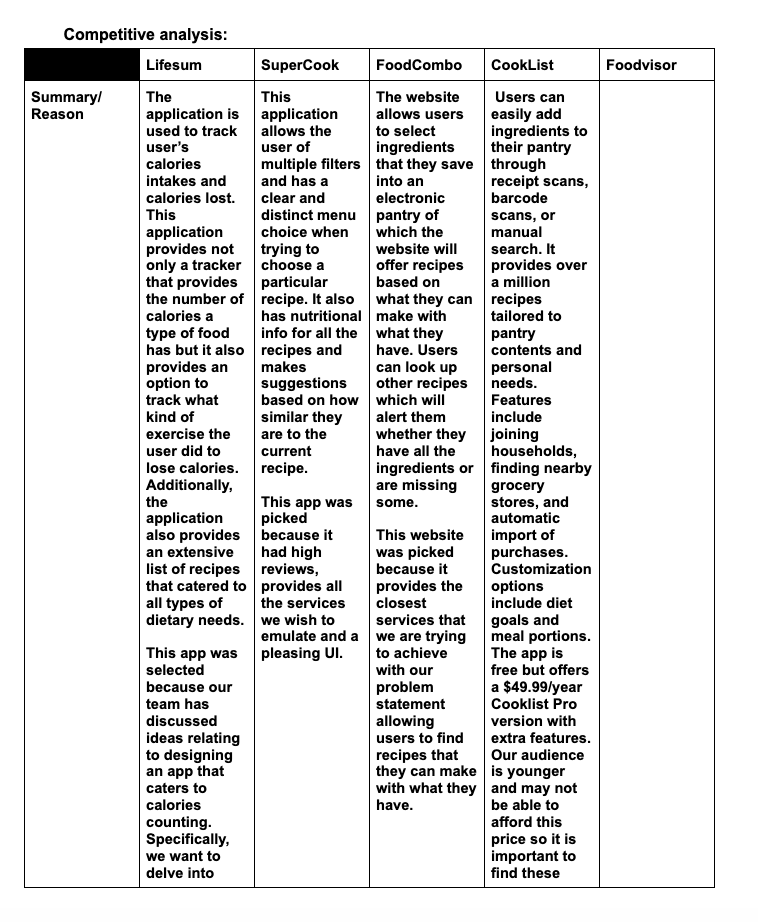 Competitive analysis:
Lifesum
SuperCook
FoodCombo
CookList
Foodvisor
Summary/
Reason
The
application is
used to track
user's
calories
intakes and
calories lost.
This
application
provides not
only a tracker
that provides
the number of
calories a
type of food
has but it also
provides an
option to
track what
kind of
exercise the
user did to
lose calories.
Additionally,
the
application
also provides
an extensive
list of recipes
that catered to
all types of
dietary needs.
This app was
selected
because our
team has
discussed
ideas relating
to designing
an app that
caters to
calories
counting.
Specifically,
we want to
delve into
This
application
allows the
user of
multiple filters
and has a
clear and
distinct menu
choice when
trying to
choose a
particular
recipe. It also
has nutritional
info for all the
recipes and
makes
suggestions
based on how
similar they
are to the
current
recipe.
This app was
picked
because it
had high
reviews,
provides all
the services
we wish to
emulate and a
pleasing UI.
The website
allows users
to select
ingredients
that they save
into an
electronic
pantry of
which the
website will
offer recipes
based on
what they can
make with
what they
have. Users
can look up
other recipes
which will
alert them
whether they
have all the
ingredients or
are missing
some.
This website
was picked
because it
provides the
closest
services that
we are trying
to achieve
with our
problem
statement
allowing
users to find
recipes that
they can make
with what they
have.
Users can
easily add
ingredients to
their pantry
through
receipt scans,
barcode
scans, or
manual
search. It
provides over
a million
recipes
tailored to
pantry
contents and
personal
needs.
Features
include
joining
households,
finding nearby
grocery
stores, and
automatic
import of
purchases.
Customization
options
include diet
goals and
meal portions.
The app is
free but offers
a $49.99/year
Cooklist Pro
version with
extra features.
Our audience
is younger
and may not
be able to
afford this
price so it is
important to
find these